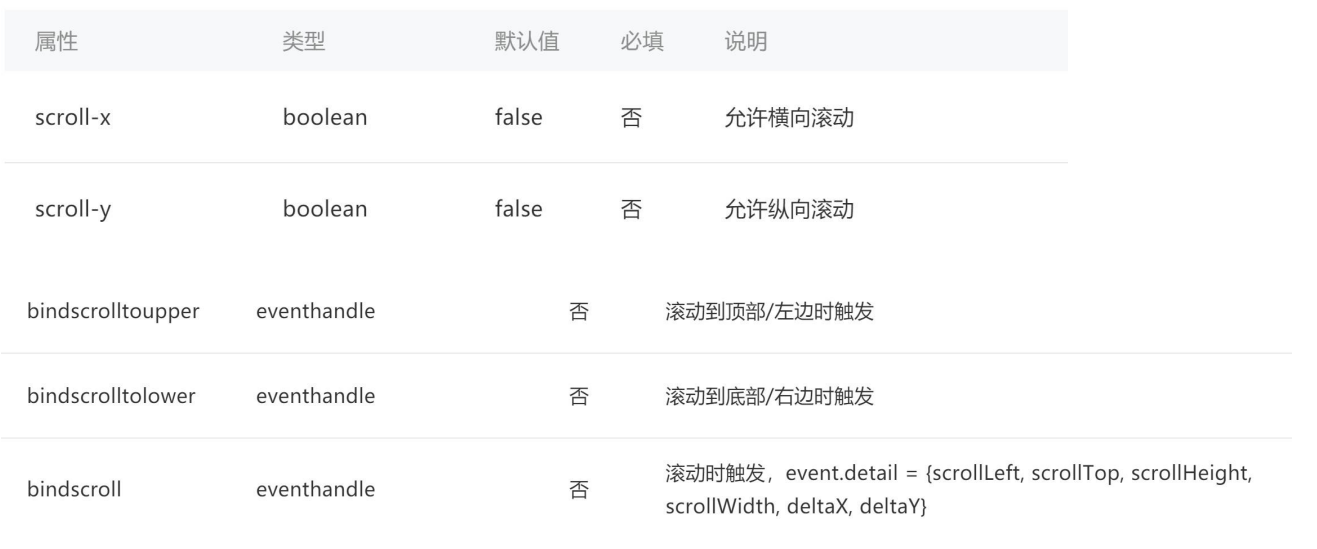 属性 类型 默认值 必填 说明
scroll-x boolean false 否 允许横向滚动
scroll-y boolean false 否 允许纵向滚动
bindscrolltoupper eventhandle 否 滚动到顶部/左边时触发
bindscrolltolower eventhandle 否 滚动到底部/右边时触发
bindscroll eventhandle 否 滚动时触发，event.detail = {scrollLeft, scrollTop, scrollHeight,
scrollWidth, deltaX, deltaY}